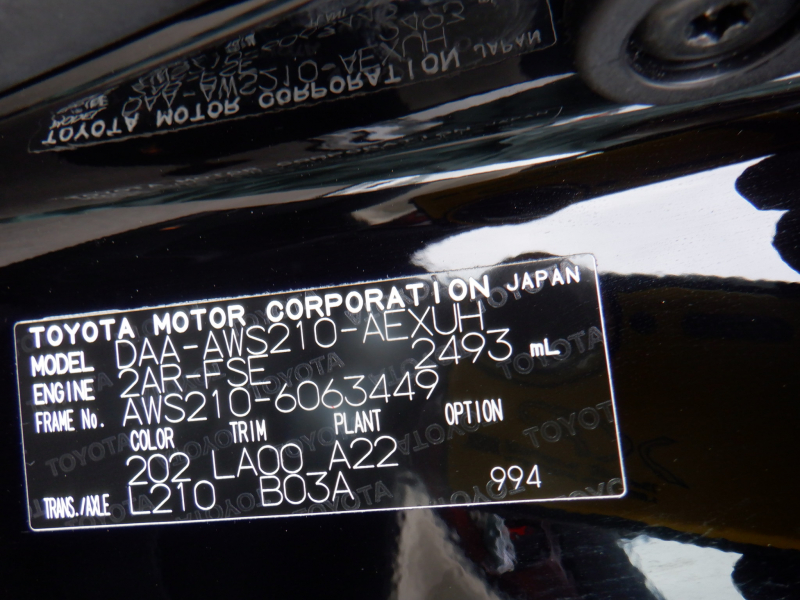 TOYOTA MOTOR CORPORATION JAPAN
MODEL DAA-AWS210-AEXUH
ENGINE 2AR-FSE 2493 mL
FRAME No. AWS210-6063449
COLOR TRIM PLANT OPTION
202 LA00 A22
TRANS./AXLE L210 B03A 994